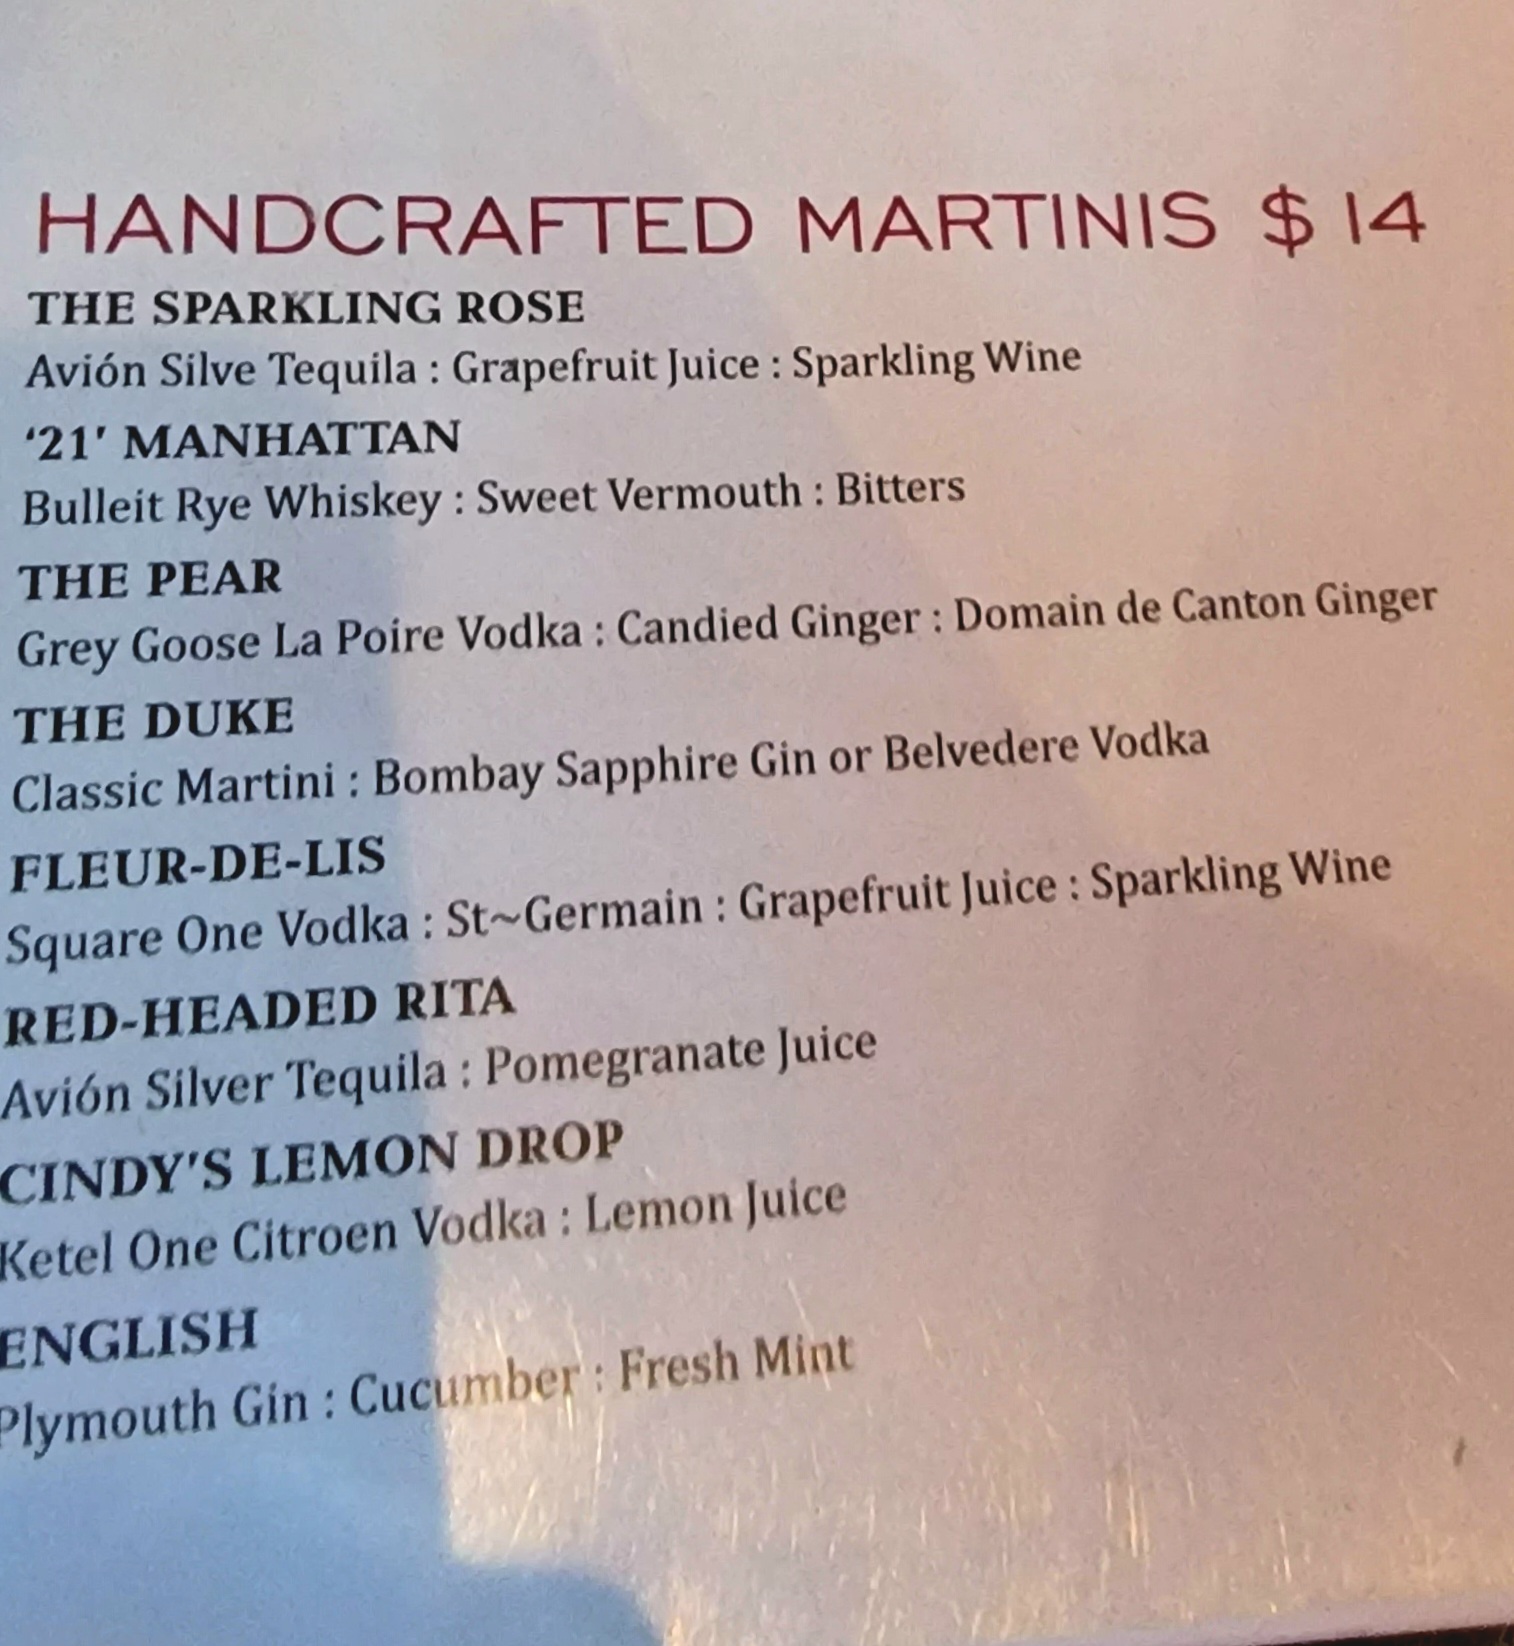 HANDCRAFTED MARTINIS $14
THE SPARKLING ROSE
Avión Silve Tequila : Grapefruit Juice : Sparkling Wine
‘21’ MANHATTAN
Bulleit Rye Whiskey : Sweet Vermouth : Bitters
THE PEAR
Grey Goose La Poire Vodka : Candied Ginger : Domain de Canton Ginger
THE DUKE
Classic Martini : Bombay Sapphire Gin or Belvedere Vodka
FLEUR-DE-LIS
Square One Vodka : St~Germain : Grapefruit Juice : Sparkling Wine
RED-HEADED RITA
Avión Silver Tequila : Pomegranate Juice
CINDY’S LEMON DROP
Ketel One Citroen Vodka : Lemon Juice
ENGLISH
Plymouth Gin : Cucumber : Fresh Mint